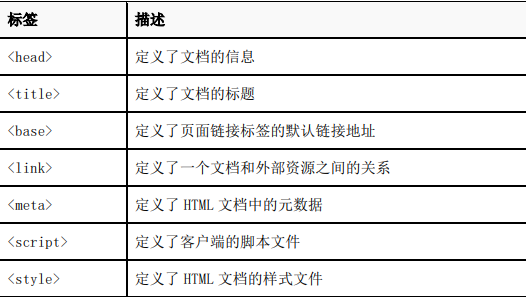 标签 描述
<head> 定义了文档的信息
<title> 定义了文档的标题
<base> 定义了页面链接标签的默认链接地址
<link> 定义了一个文档和外部资源之间的关系
<meta> 定义了 HTML 文档中的元数据
<script> 定义了客户端的脚本文件
<style> 定义了 HTML 文档的样式文件